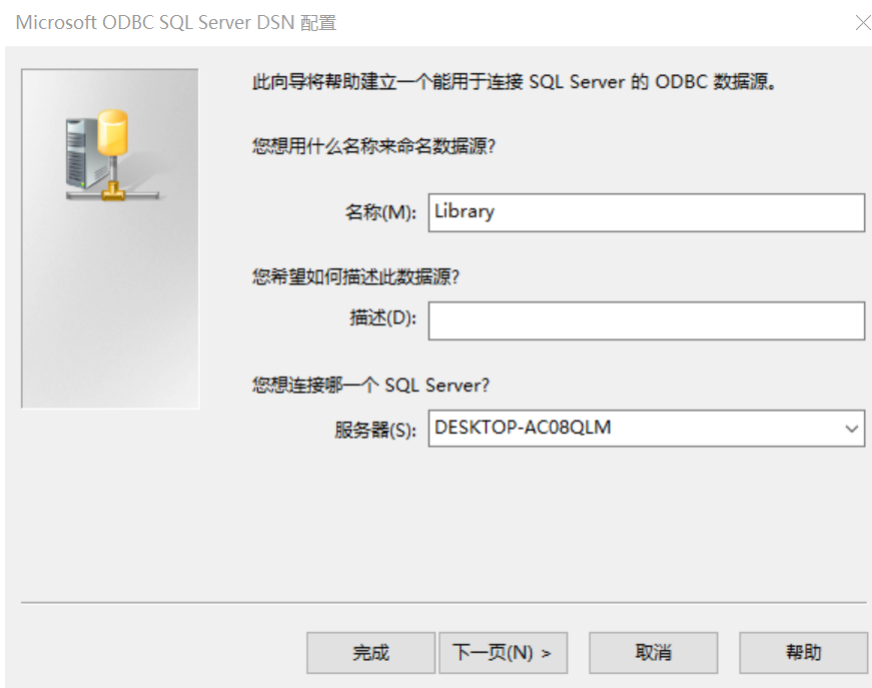 Microsoft ODBC SQL Server DSN 配置
此向导将帮助建立一个能用于连接 SQL Server 的 ODBC 数据源。
您想用什么名称来命名数据源?
名称(M): Library
您希望如何描述此数据源?
描述(D):
您想连接哪一个 SQL Server?
服务器(S): DESKTOP-AC08QLM
完成 下一页(N) > 取消 帮助